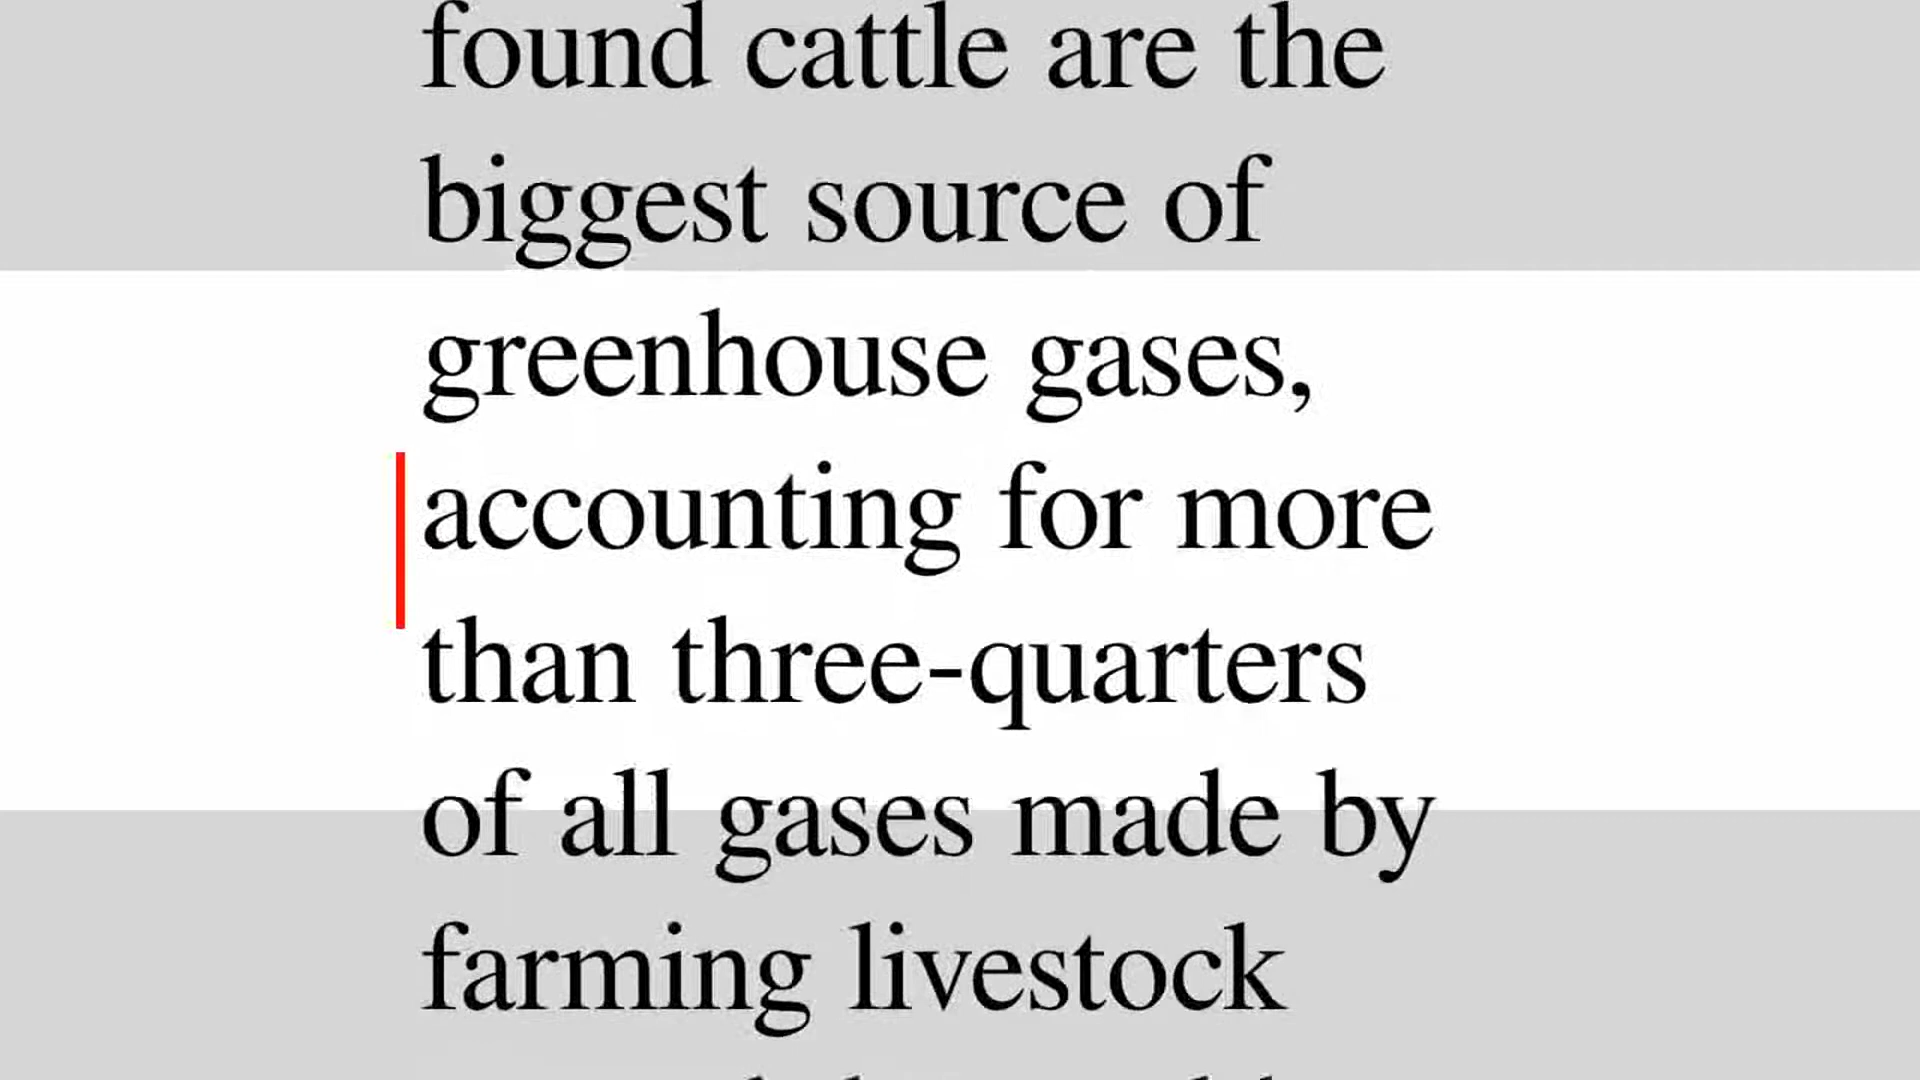 found cattle are the
biggest source of
greenhouse gases,
accounting for more
than three-quarters
of all gases made by
farming livestock